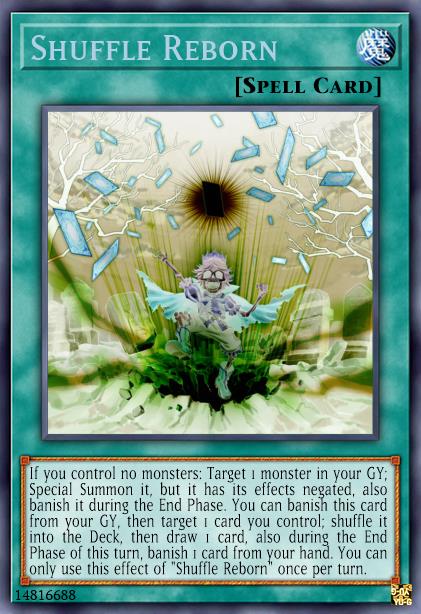 Shuffle Reborn
[Spell Card]
If you control no monsters: Target 1 monster in your GY;
Special Summon it, but it has its effects negated, also
banish it during the End Phase. You can banish this card
from your GY, then target 1 card you control; shuffle it
into the Deck, then draw 1 card, also during the End
Phase of this turn, banish 1 card from your hand. You can
only use this effect of "Shuffle Reborn" once per turn.
14816688